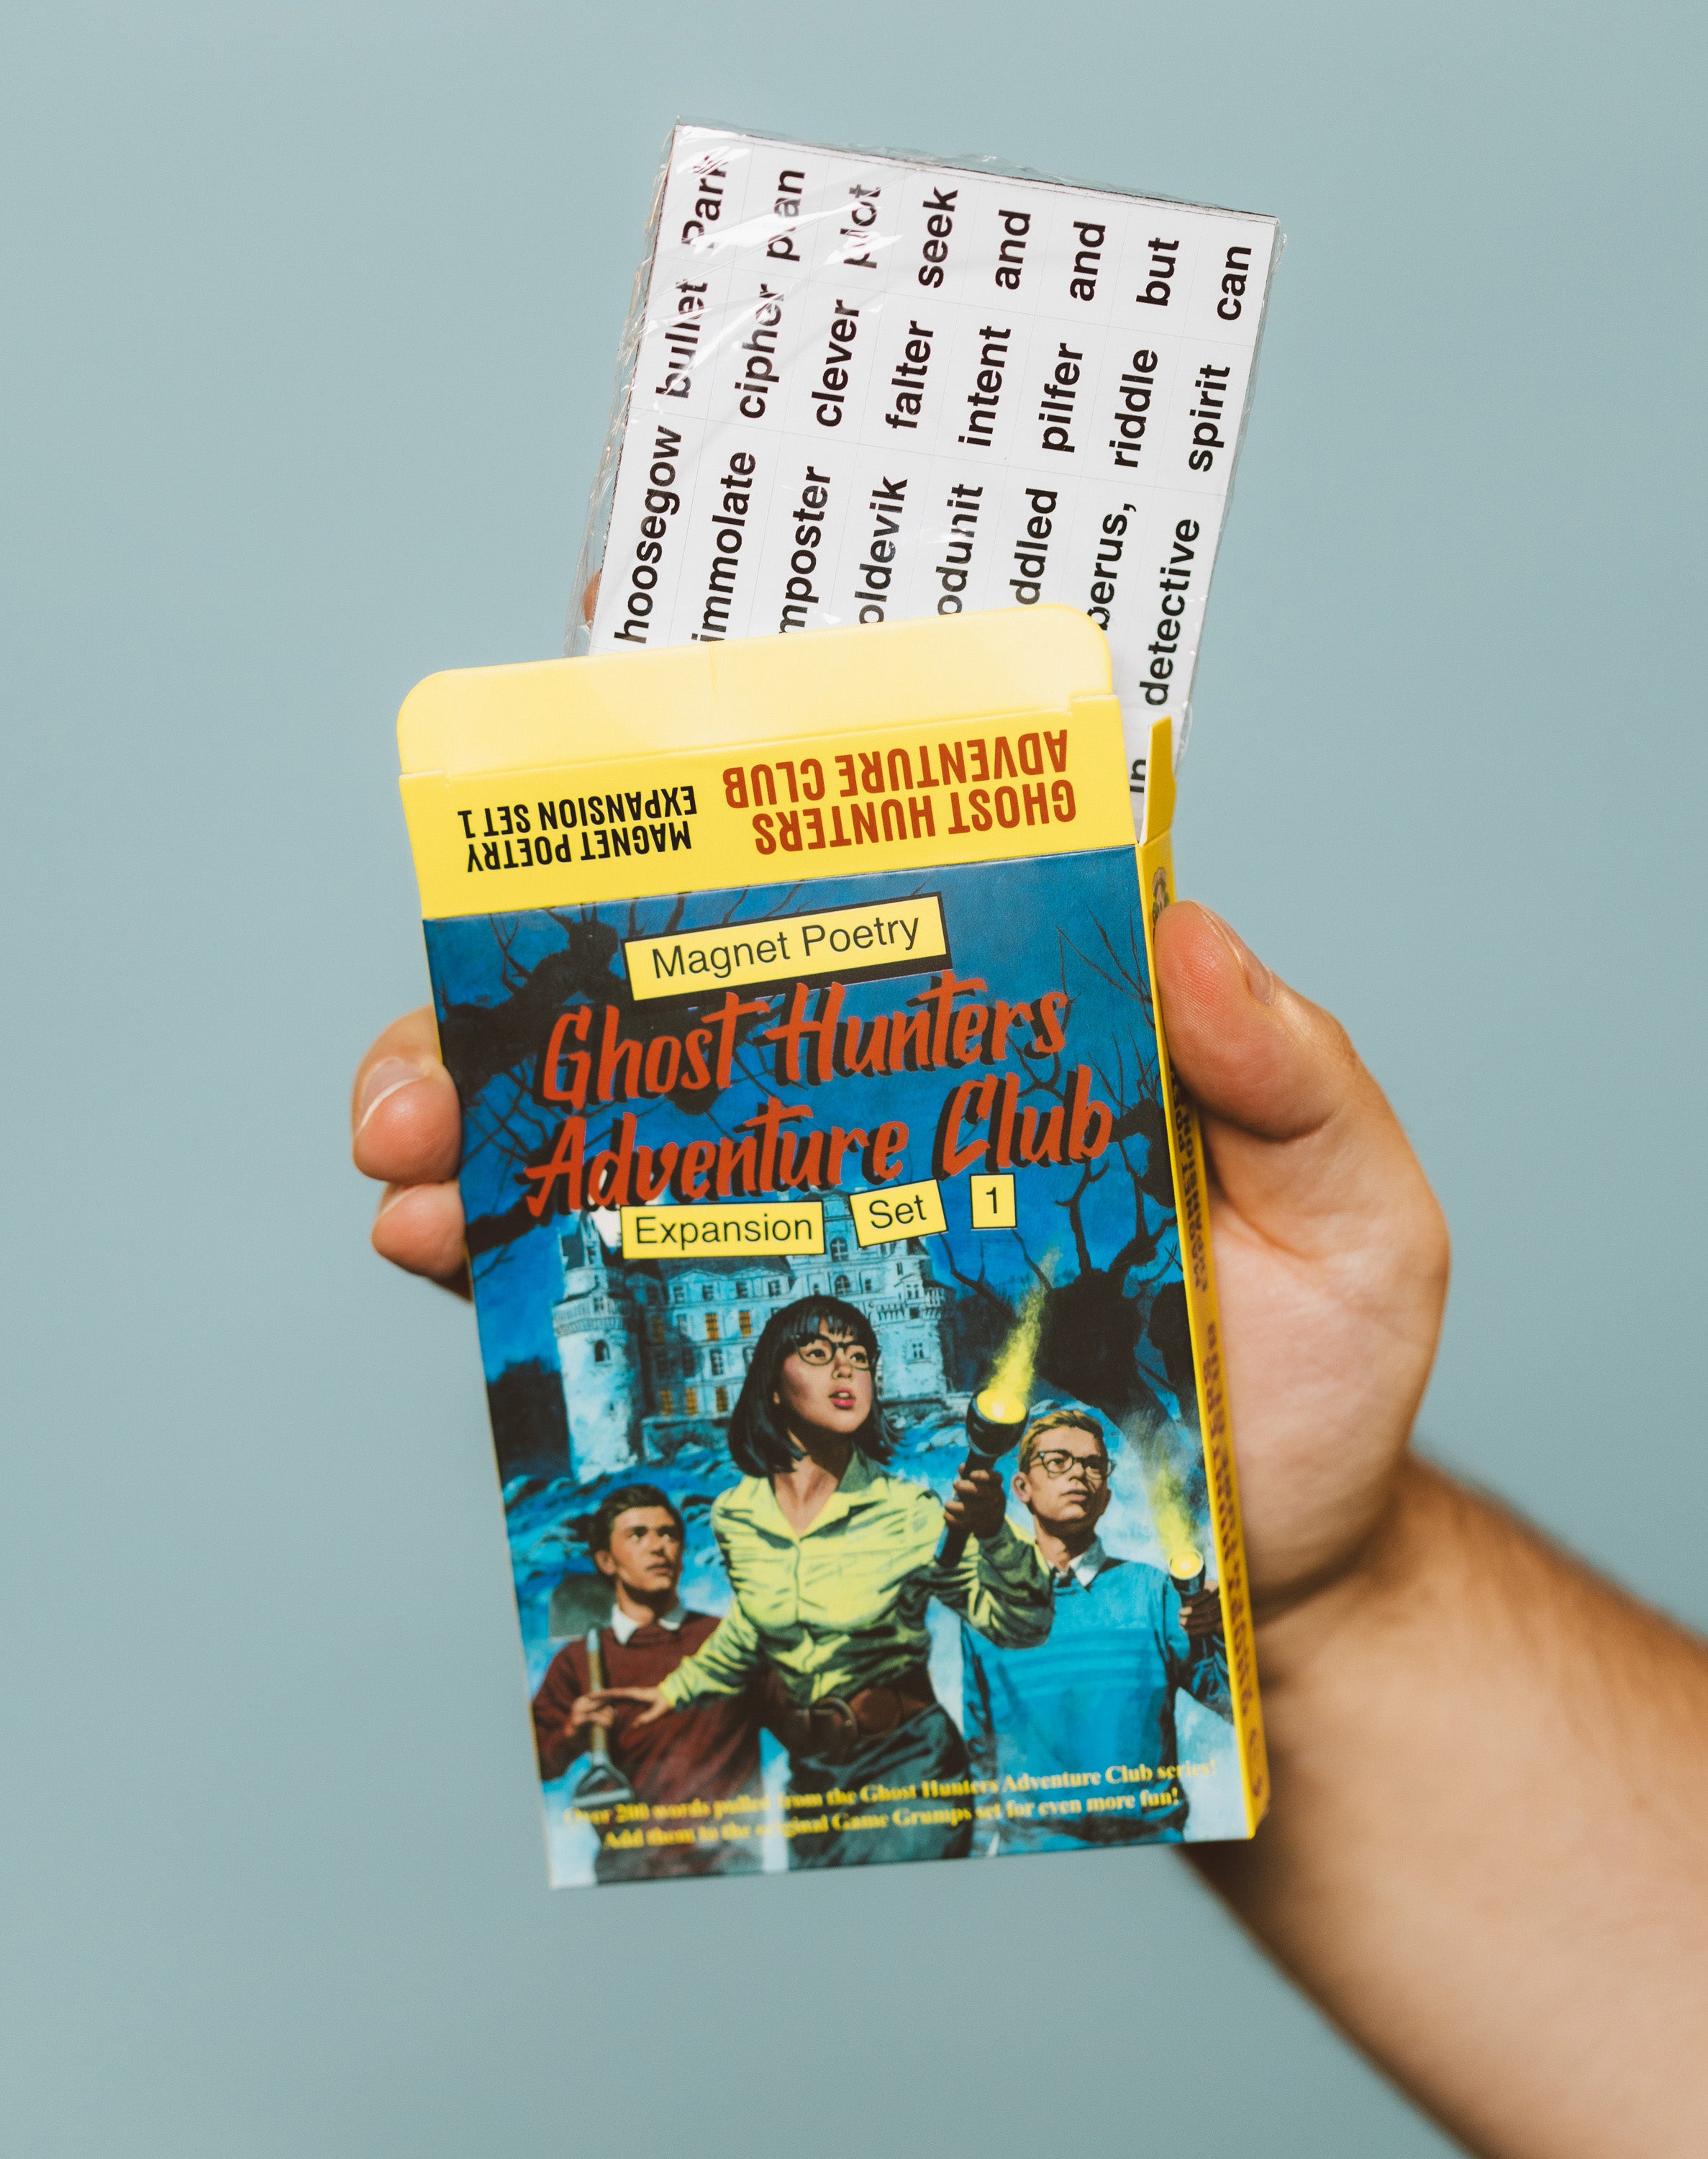 hoosegow bullet Park
immolate cipher plan
clever plot
falter seek
intent and
pilfer and
riddle but
detective spirit can
MAGNET POETRY
EXPANSION SET 1
GHOST HUNTERS
ADVENTURE CLUB
Magnet Poetry
Ghost Hunters
Adventure Club
Expansion Set 1
Over 200 words pulled from the Ghost Hunters Adventure Club series!
Add them to the original Game Grumps set for even more fun!